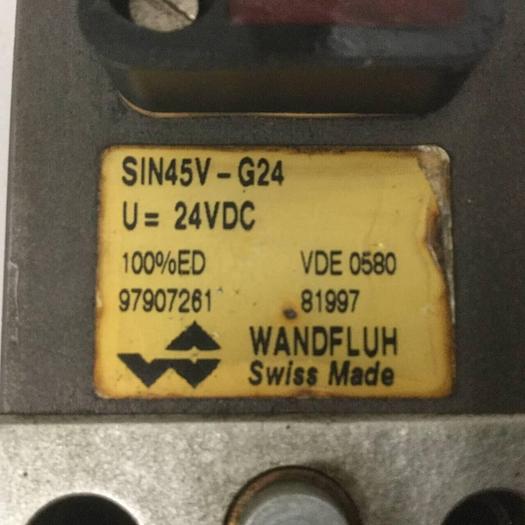 SIN45V-G24
U= 24VDC
100%ED VDE 0580
97907261 81997
WANDFLUH
Swiss Made